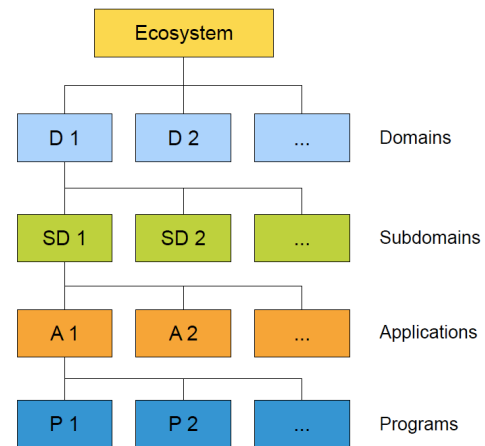 Ecosystem
D 1 D 2 ... Domains
SD 1 SD 2 ... Subdomains
A 1 A 2 ... Applications
P 1 P 2 ... Programs